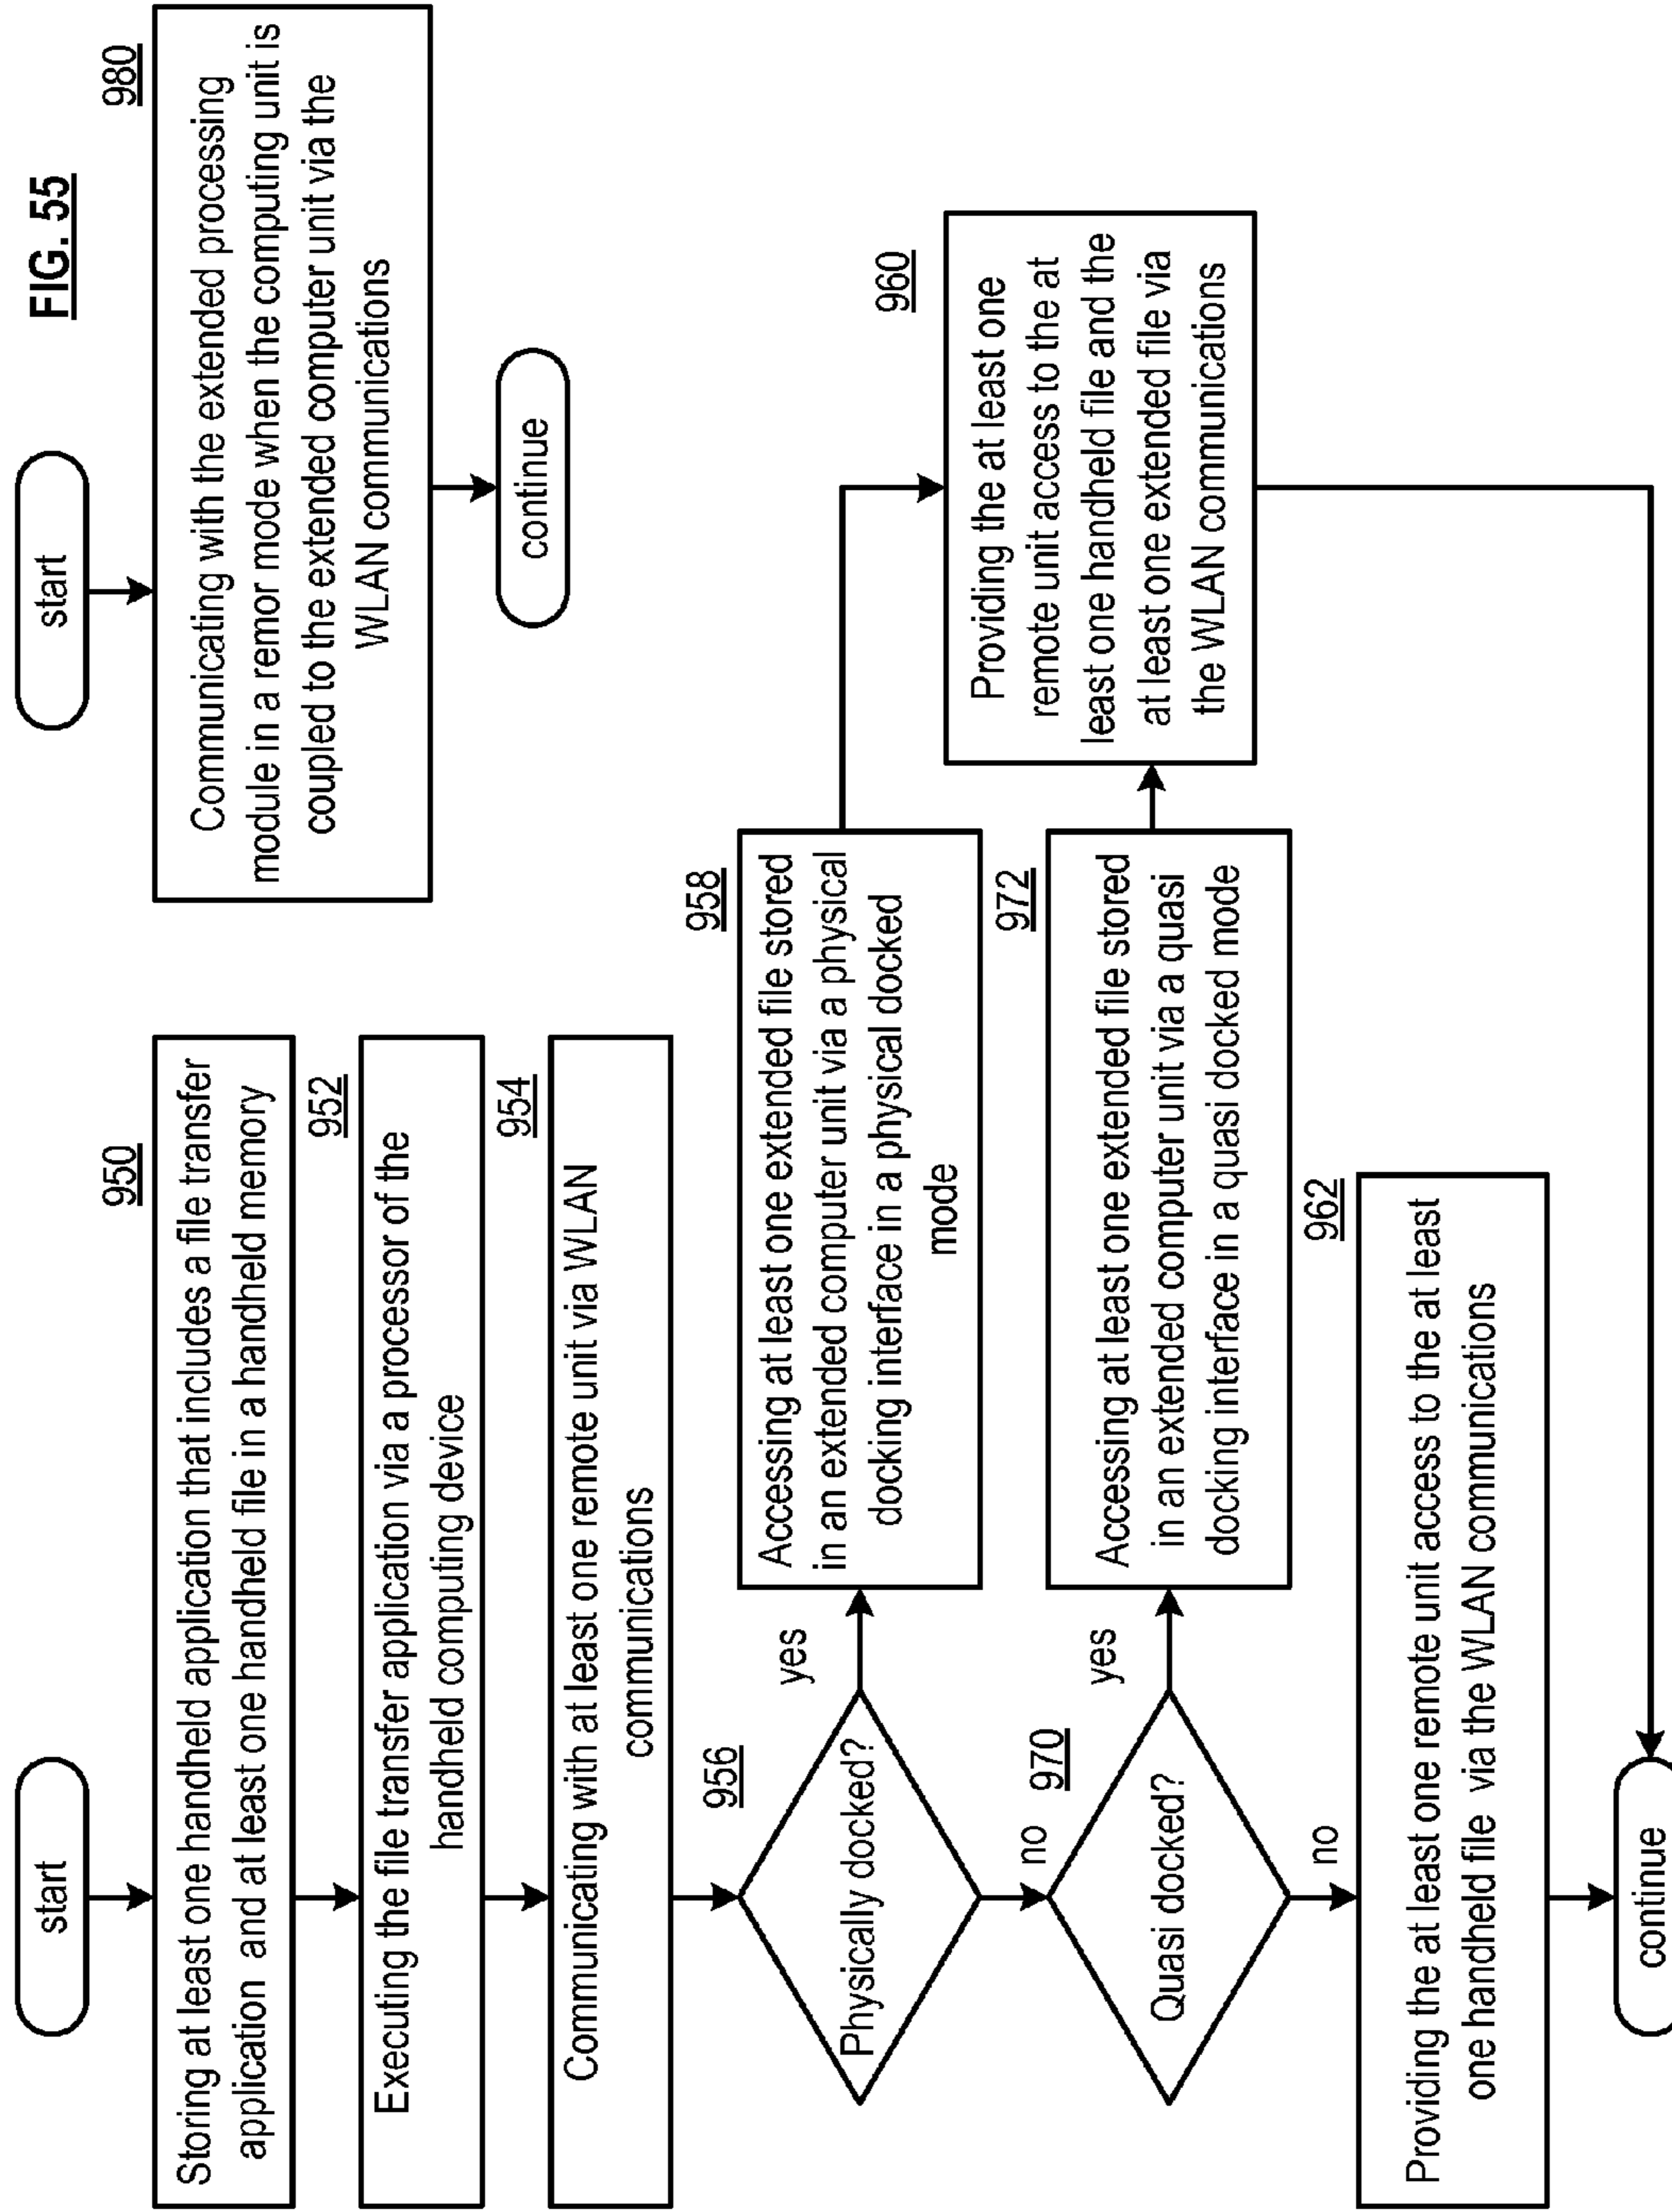 FIG. 55
start
950
Storing at least one handheld application that includes a file transfer
application and at least one handheld file in a handheld memory
952
Executing the file transfer application via a processor of the
handheld computing device
954
Communicating with at least one remote unit via WLAN
communications
956
Physically docked?
yes
no
958
Accessing at least one extended file stored
in an extended computer unit via a physical
docking interface in a physical docked
mode
970
Quasi docked?
yes
no
972
Accessing at least one extended file stored
in an extended computer unit via a quasi
docking interface in a quasi docked mode
960
Providing the at least one
remote unit access to the at
least one handheld file and the
at least one extended file via
the WLAN communications
962
Providing the at least one remote unit access to the at least
one handheld file via the WLAN communications
continue
start
980
Communicating with the extended processing
module in a remor mode when the computing unit is
coupled to the extended computer unit via the
WLAN communications
continue